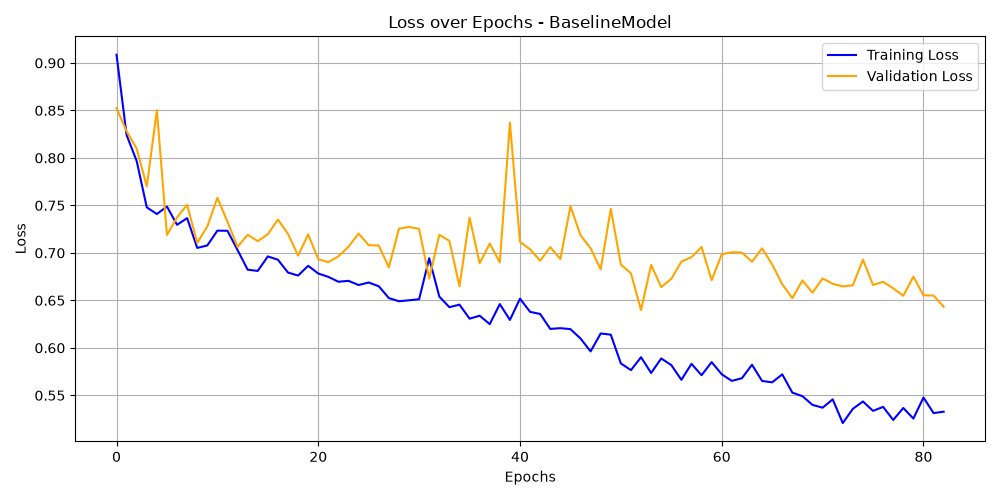 Loss over Epochs - BaselineModel
Training Loss
Validation Loss
Loss
0.90
0.85
0.80
0.75
0.70
0.65
0.60
0.55
0 20 40 60 80
Epochs